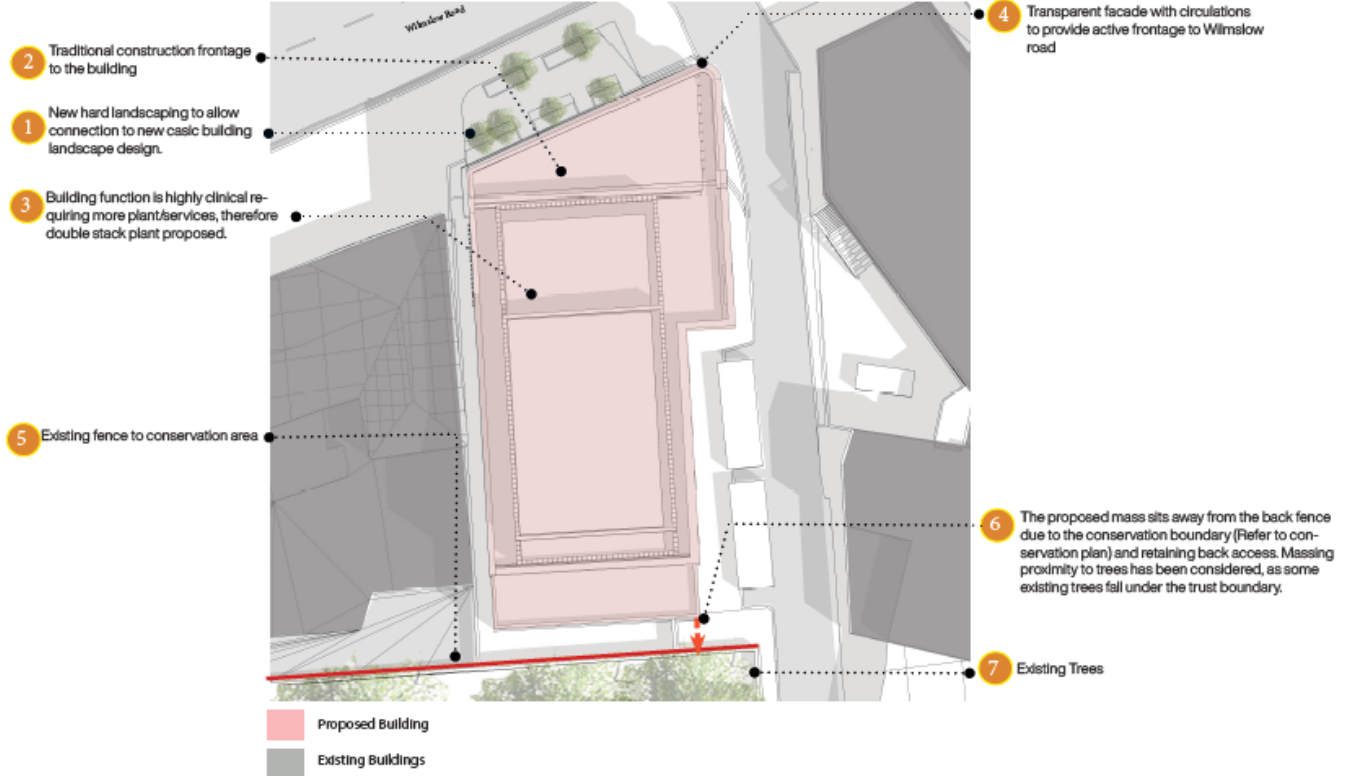 Wilmslow Road
2
Traditional construction frontage
to the building
1
New hard landscaping to allow
connection to new casic building
landscape design.
3
Building function is highly clinical re-
quiring more plant/services, therefore
double stack plant proposed.
5
Existing fence to conservation area
4
Transparent facade with circulations
to provide active frontage to Wilmslow
road
6
The proposed mass sits away from the back fence
due to the conservation boundary (Refer to con-
servation plan) and retaining back access. Massing
proximity to trees has been considered, as some
existing trees fall under the trust boundary.
7
Existing Trees
Proposed Building
Existing Buildings